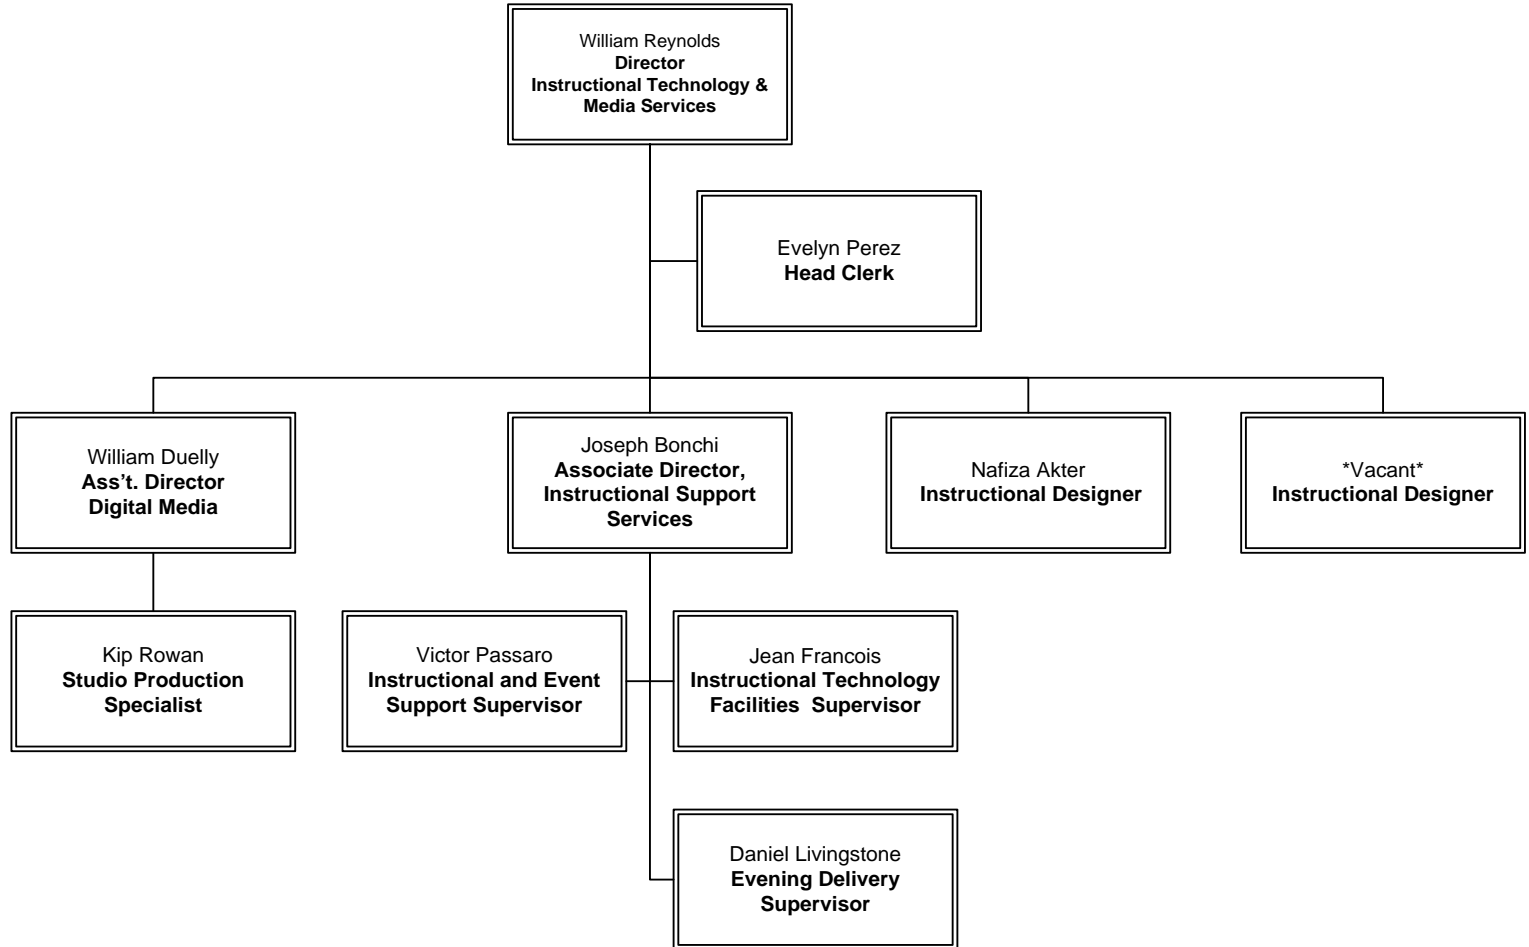 William Reynolds
Director
Instructional Technology &
Media Services
Evelyn Perez
Head Clerk
William Duelly
Ass't. Director
Digital Media
Joseph Bonchi
Associate Director,
Instructional Support
Services
Nafiza Akter
Instructional Designer
*Vacant*
Instructional Designer
Kip Rowan
Studio Production
Specialist
Victor Passaro
Instructional and Event
Support Supervisor
Jean Francois
Instructional Technology
Facilities  Supervisor
Daniel Livingstone
Evening Delivery
Supervisor